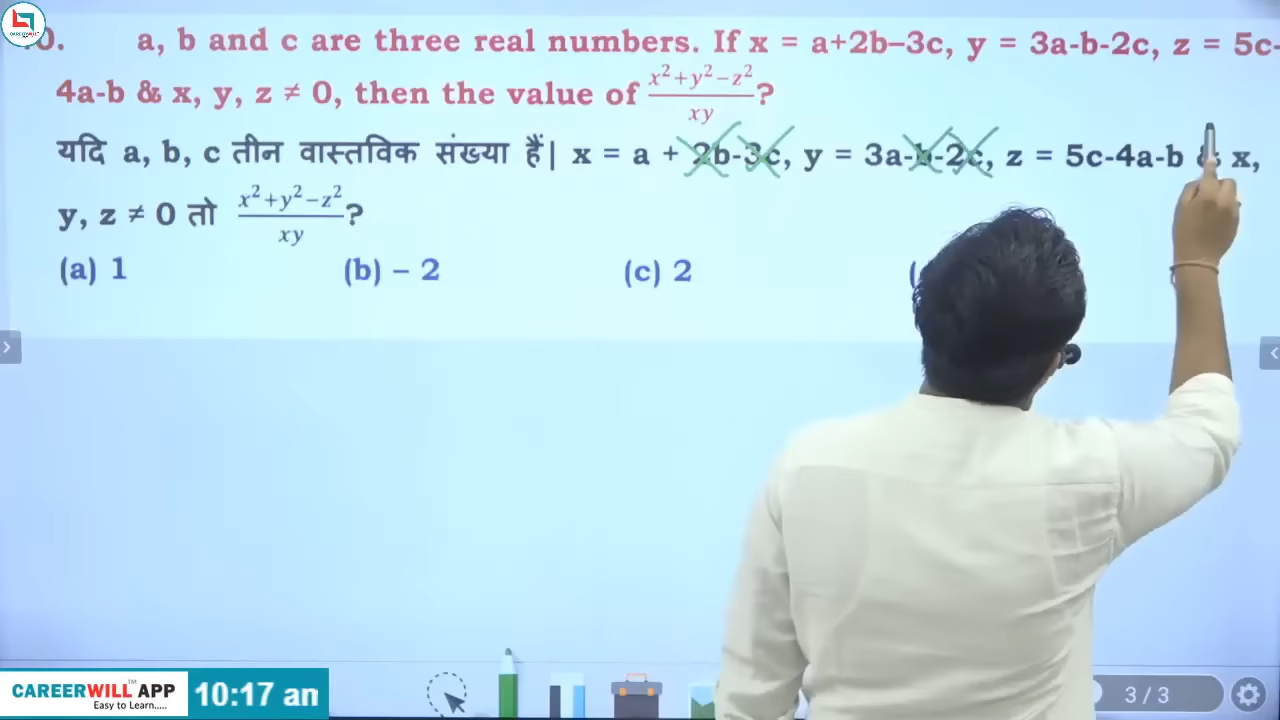 0. a, b and c are three real numbers. If x = a+2b–3c, y = 3a-b-2c, z = 5c-
4a-b & x, y, z ≠ 0, then the value of (x² + y² − z²)/xy ?
यदि a, b, c तीन वास्तविक संख्या हैं| x = a + 2b-3c, y = 3a-b-2c, z = 5c-4a-b & x,
y, z ≠ 0 तो (x² + y² − z²)/xy ?
(a) 1 (b) – 2 (c) 2 (
CAREERWILL APP
Easy to Learn.....
10:17 an
3 / 3